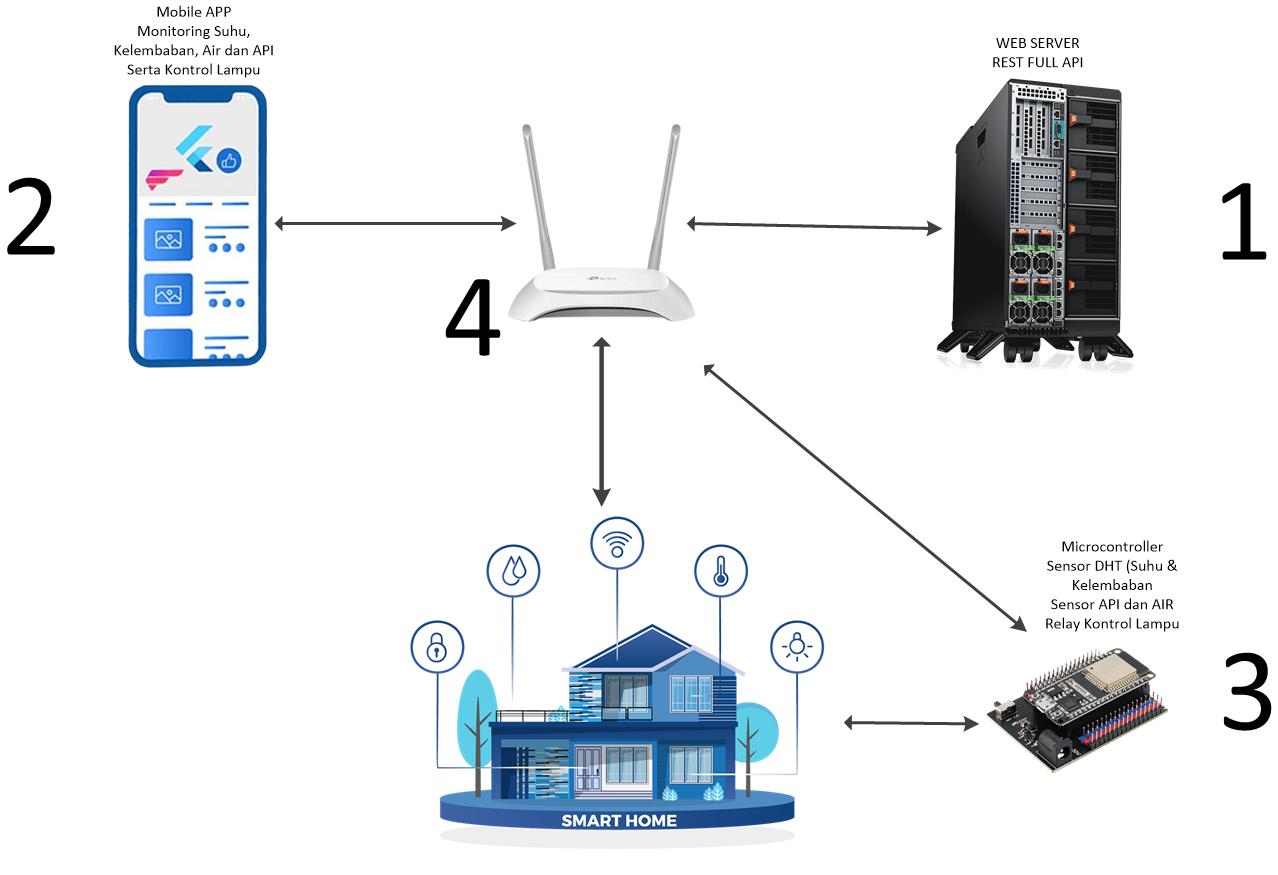 Mobile APP
Monitoring Suhu,
Kelembaban, Air dan API
Serta Kontrol Lampu
WEB SERVER
REST FULL API
2
1
4
Microcontroller
Sensor DHT (Suhu &
Kelembaban
Sensor API dan AIR
Relay Kontrol Lampu
3
SMART HOME